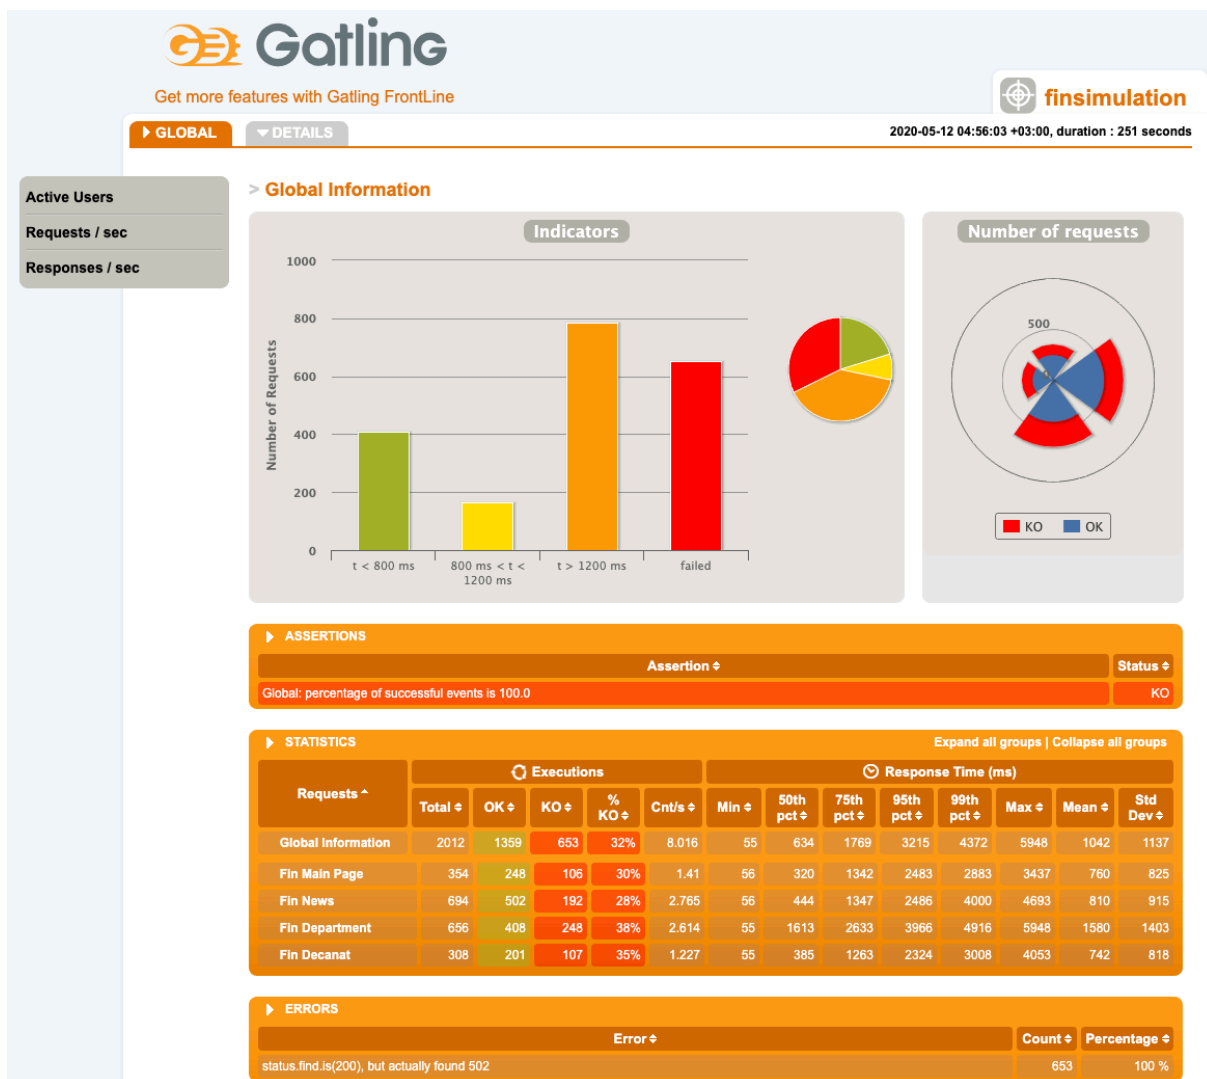 Gatling
Get more features with Gatling FrontLine
finsimulation
GLOBAL DETAILS 2020-05-12 04:56:03 +03:00, duration : 251 seconds
Active Users
Requests / sec
Responses / sec
> Global Information
Indicators
1000
800
600
400
200
0
Number of Requests
t < 800 ms
800 ms < t <
1200 ms
t > 1200 ms
failed
Number of requests
500
KO OK
ASSERTIONS
Assertion Status
Global: percentage of successful events is 100.0 KO
STATISTICS Expand all groups | Collapse all groups
Requests Executions Response Time (ms)
Total OK KO % KO Cnt/s Min 50th pct 75th pct 95th pct 99th pct Max Mean Std Dev
Global Information 2012 1359 653 32% 8.016 55 634 1769 3215 4372 5948 1042 1137
Fin Main Page 354 248 106 30% 1.41 56 320 1342 2483 2883 3437 760 825
Fin News 694 502 192 28% 2.765 56 444 1347 2486 4000 4693 810 915
Fin Department 656 408 248 38% 2.614 55 1613 2633 3966 4916 5948 1580 1403
Fin Decanat 308 201 107 35% 1.227 55 385 1263 2324 3008 4053 742 818
ERRORS
Error Count Percentage
status.find.is(200), but actually found 502 653 100 %